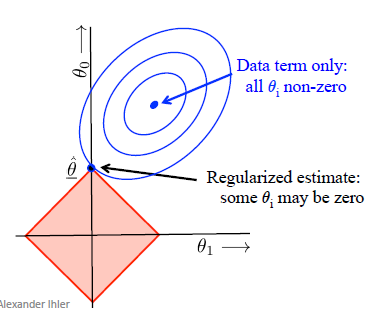 θ₀ ⟶
Data term only:
all θᵢ non-zero
θ̲̂
Regularized estimate:
some θᵢ may be zero
θ₁ ⟶
Alexander Ihler